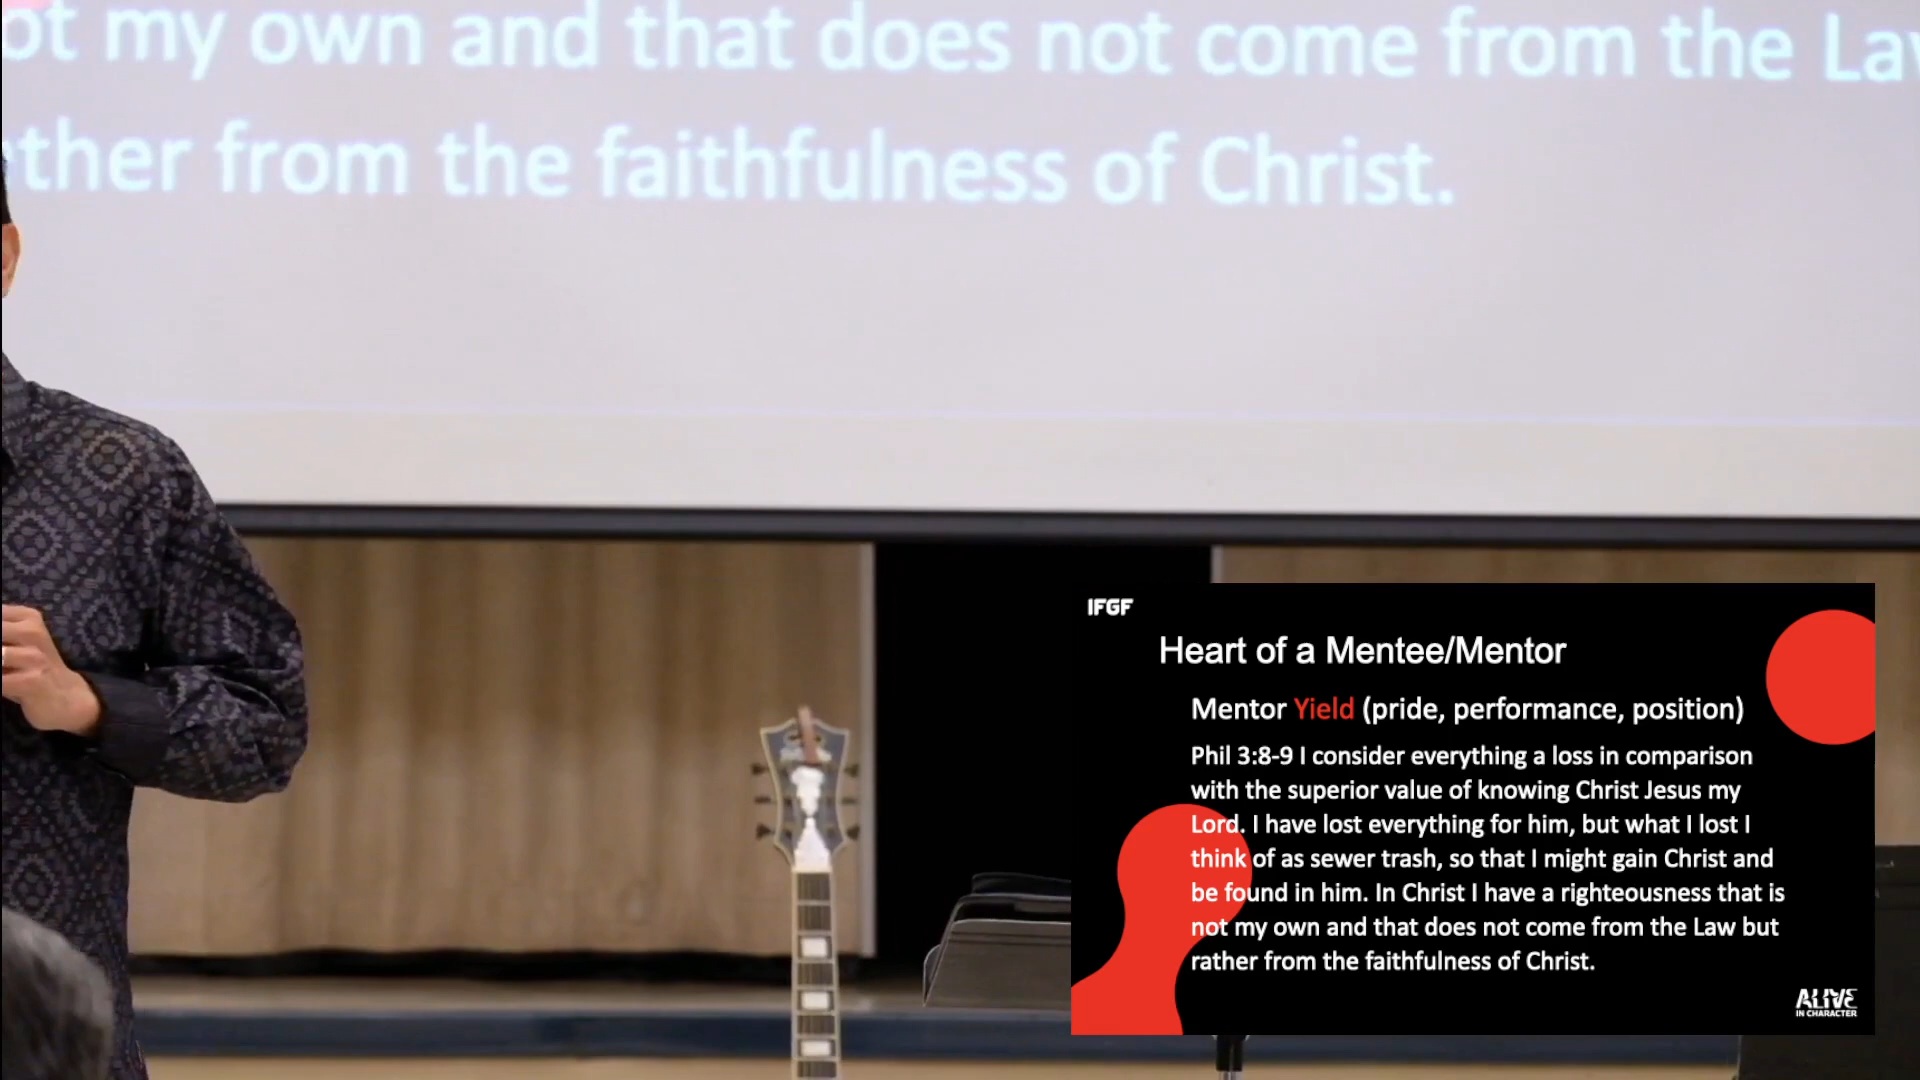 my own and that does not come from the
from the faithfulness of Christ.
IFGF
Heart of a Mentee/Mentor
Mentor Yield (pride, performance, position)
Phil 3:8-9 I consider everything a loss in comparison
with the superior value of knowing Christ Jesus my
Lord. I have lost everything for him, but what I lost I
think of as sewer trash, so that I might gain Christ and
be found in him. In Christ I have a righteousness that is
not my own and that does not come from the Law but
rather from the faithfulness of Christ.
ALIVE
IN CHARACTER